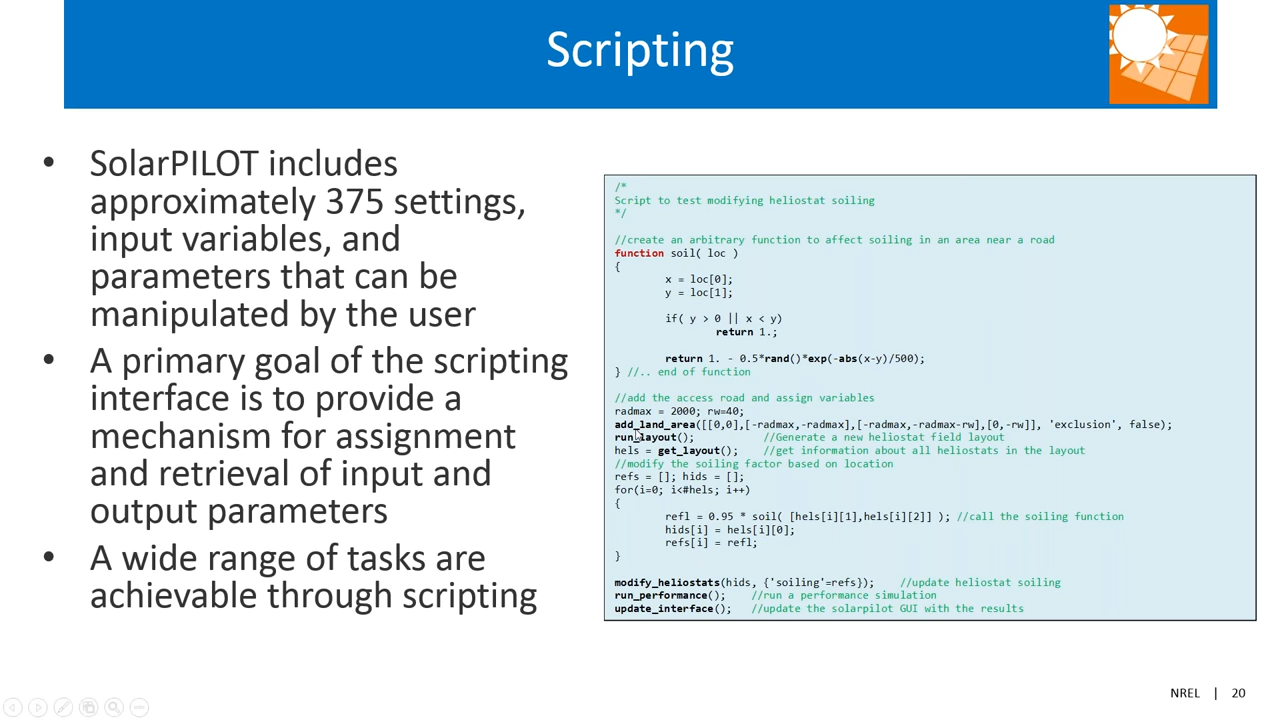 Scripting
• SolarPILOT includes
approximately 375 settings,
input variables, and
parameters that can be
manipulated by the user
• A primary goal of the scripting
interface is to provide a
mechanism for assignment
and retrieval of input and
output parameters
• A wide range of tasks are
achievable through scripting
/*
Script to test modifying heliostat soiling
*/
//create an arbitrary function to affect soiling in an area near a road
function soil( loc )
{
x = loc[0];
y = loc[1];
if( y > 0 || x < y)
return 1.;
return 1. - 0.5*rand()*exp(-abs(x-y)/500);
} //.. end of function
//add the access road and assign variables
radmax = 2000; rw=40;
add_land_area([[0,0],[-radmax,-radmax],[-radmax,-radmax-rw],[0,-rw]], 'exclusion', false);
run_layout(); //Generate a new heliostat field layout
hels = get_layout(); //get information about all heliostats in the layout
//modify the soiling factor based on location
refs = []; hids = [];
for(i=0; i<#hels; i++)
{
refl = 0.95 * soil( [hels[i][1],hels[i][2]] ); //call the soiling function
hids[i] = hels[i][0];
refs[i] = refl;
}
modify_heliostats(hids, {'soiling'=refs}); //update heliostat soiling
run_performance(); //run a performance simulation
update_interface(); //update the solarpilot GUI with the results
NREL | 20